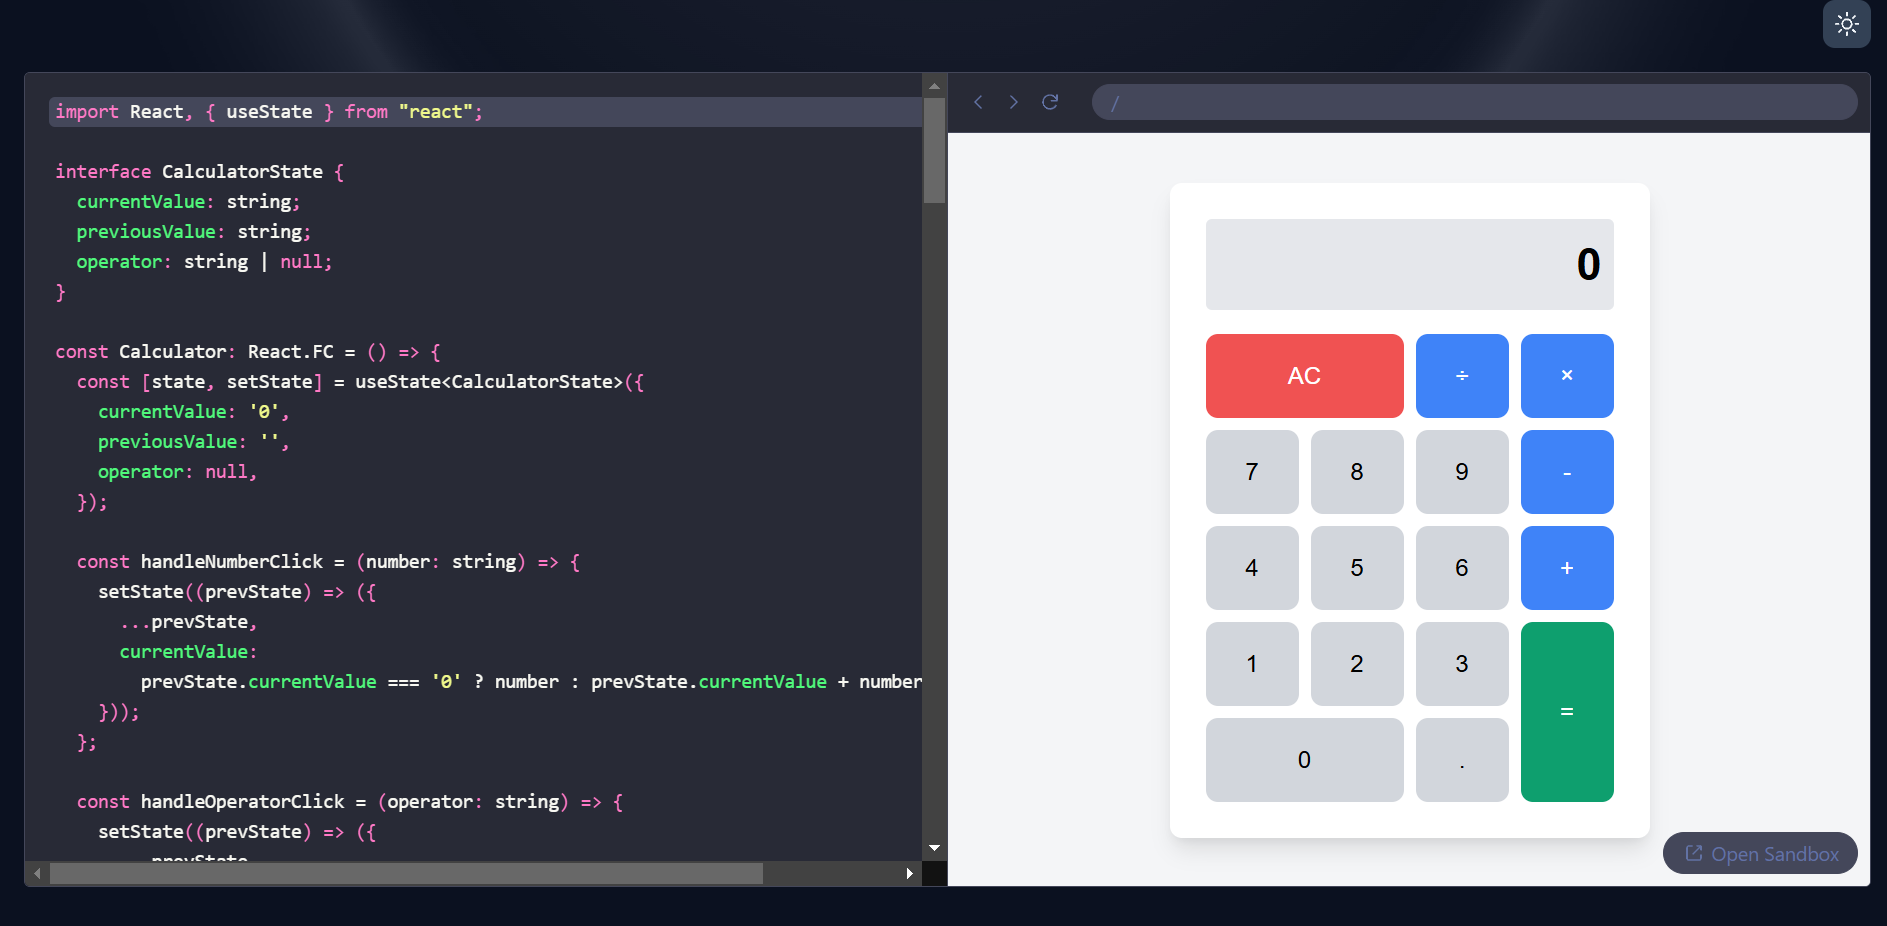 import React, { useState } from "react";
interface CalculatorState {
currentValue: string;
previousValue: string;
operator: string | null;
}
const Calculator: React.FC = () => {
const [state, setState] = useState<CalculatorState>({
currentValue: '0',
previousValue: '',
operator: null,
});
const handleNumberClick = (number: string) => {
setState((prevState) => ({
...prevState,
currentValue:
prevState.currentValue === '0' ? number : prevState.currentValue + number
}));
};
const handleOperatorClick = (operator: string) => {
setState((prevState) => ({
prevState
/
0
AC ÷ ×
7 8 9 -
4 5 6 +
1 2 3 =
0 .
Open Sandbox